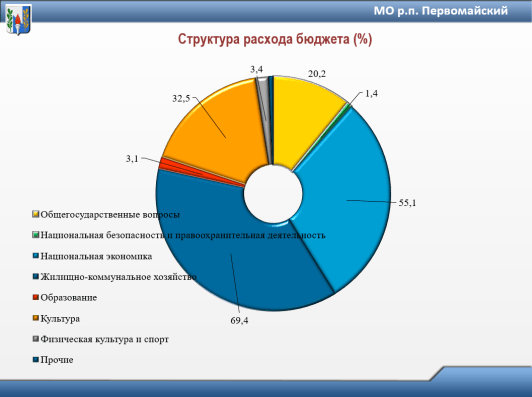 МО р.п. Первомайский
Структура расхода бюджета (%)
3,4
20,2
1,4
32,5
3,1
55,1
69,4
Общегосударственные вопросы
Национальная безопасность и правоохранительная деятельность
Национальная экономика
Жилищно-коммунальное хозяйство
Образование
Культура
Физическая культура и спорт
Прочие